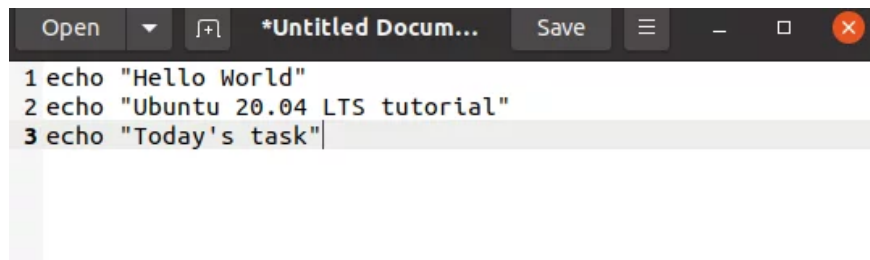 Open *Untitled Docum... Save
1 echo "Hello World"
2 echo "Ubuntu 20.04 LTS tutorial"
3 echo "Today's task"